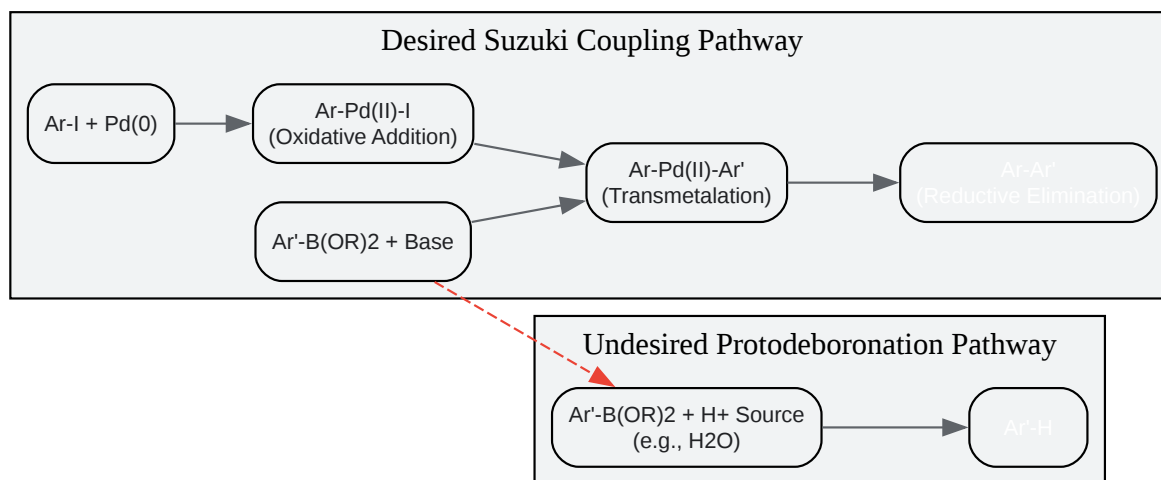 Desired Suzuki Coupling Pathway
Ar-I + Pd(0)
Ar-Pd(II)-I
(Oxidative Addition)
Ar'-B(OR)2 + Base
Ar-Pd(II)-Ar'
(Transmetalation)
Ar-Ar'
(Reductive Elimination)
Undesired Protodeboronation Pathway
Ar'-B(OR)2 + H+ Source
(e.g., H2O)
Ar'-H